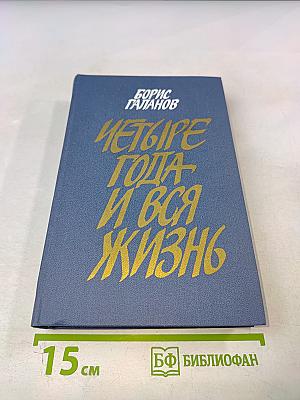 БОРИС
ГАЛАНОВ
ЧЕТЫРЕ
ГОДА
И ВСЯ
ЖИЗНЬ
15 см
БФ БИБЛИОФАН